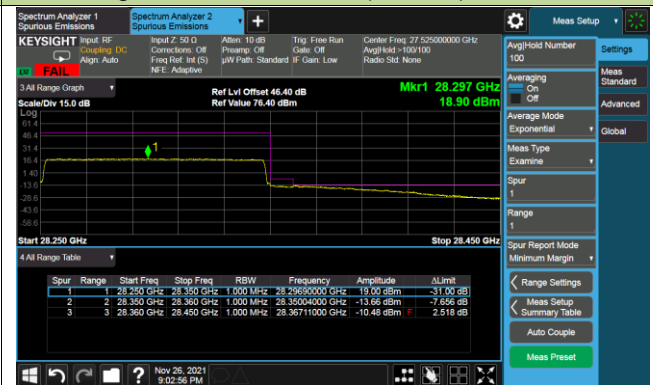 Spectrum Analyzer 1
Spurious Emissions
Spectrum Analyzer 2
Spurious Emissions
+
Meas Setup
KEYSIGHT
Input: RF
Coupling: DC
Align: Auto
Input Z: 50 Ω
Corrections: Off
Freq Ref: Int (S)
NFE: Adaptive
Atten: 10 dB
Preamp: Off
µW Path: Standard
Trig: Free Run
Gate: Off
IF Gain: Low
Center Freq: 27.525000000 GHz
Avg|Hold:>100/100
Radio Std: None
FAIL
3 All Range Graph
Scale/Div 15.0 dB
Ref Lvl Offset 46.40 dB
Ref Value 76.40 dBm
Mkr1 28.297 GHz
18.90 dBm
Log
61.4
46.4
31.4
16.4
1.40
-13.6
-28.6
-43.6
-58.6
1
Start 28.250 GHz
Stop 28.450 GHz
4 All Range Table
Spur Range Start Freq Stop Freq RBW Frequency Amplitude ΔLimit
1 1 28.250 GHz 28.350 GHz 1.000 MHz 28.29690000 GHz 19.00 dBm -31.00 dB
2 2 28.350 GHz 28.360 GHz 1.000 MHz 28.35004000 GHz -13.66 dBm -7.656 dB
3 3 28.360 GHz 28.450 GHz 1.000 MHz 28.36711000 GHz -10.48 dBm F 2.518 dB
Avg|Hold Number
100
Averaging
On
Off
Average Mode
Exponential
Meas Type
Examine
Spur
1
Range
1
Spur Report Mode
Minimum Margin
Range Settings
Meas Setup
Summary Table
Auto Couple
Meas Preset
Settings
Meas
Standard
Advanced
Global
?
Nov 26, 2021
9:02:56 PM